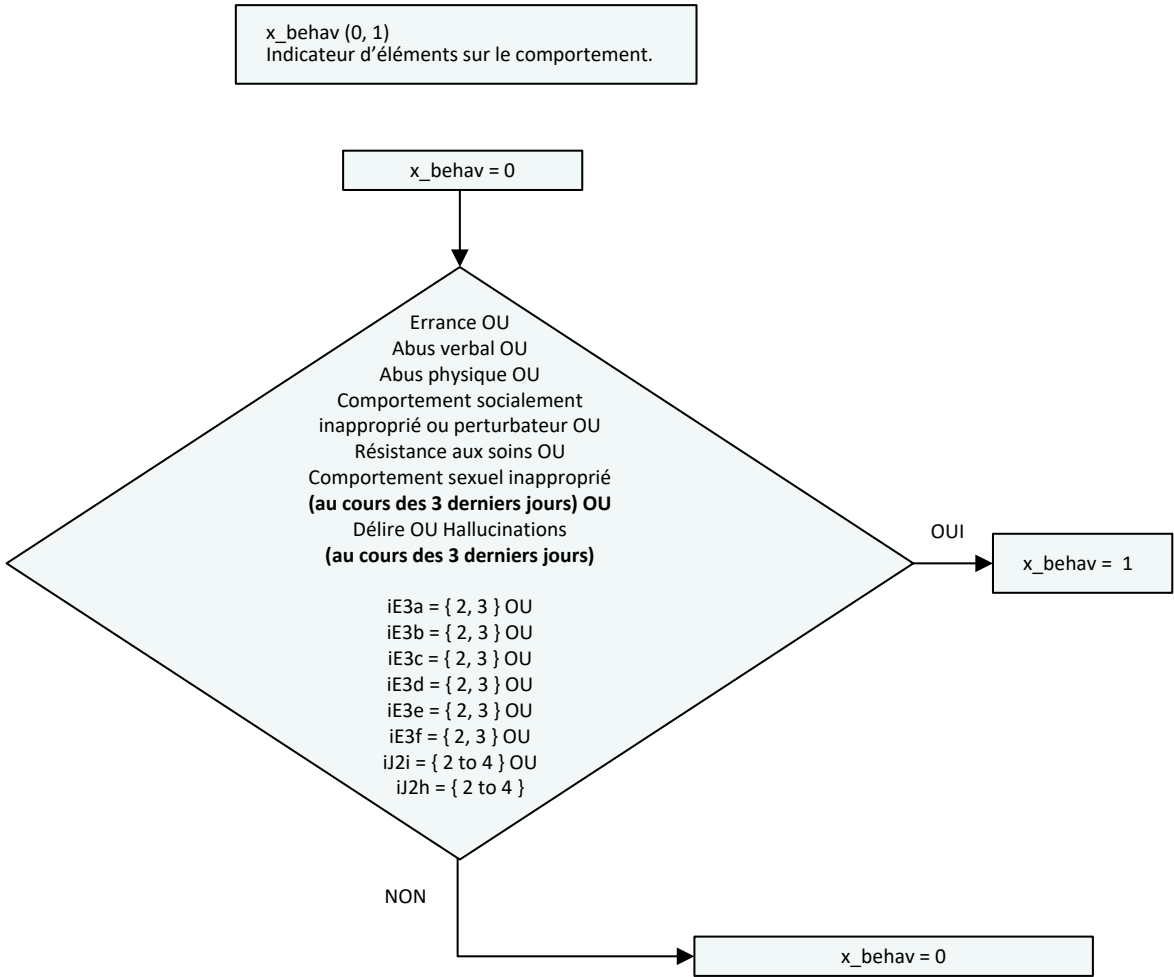 x_behav (0, 1)
Indicateur d’éléments sur le comportement.
x_behav = 0
Errance OU
Abus verbal OU
Abus physique OU
Comportement socialement
inapproprié ou perturbateur OU
Résistance aux soins OU
Comportement sexuel inapproprié
(au cours des 3 derniers jours) OU
Délire OU Hallucinations
(au cours des 3 derniers jours)
iE3a = { 2, 3 } OU
iE3b = { 2, 3 } OU
iE3c = { 2, 3 } OU
iE3d = { 2, 3 } OU
iE3e = { 2, 3 } OU
iE3f = { 2, 3 } OU
iJ2i = { 2 to 4 } OU
iJ2h = { 2 to 4 }
OUI
x_behav = 1
NON
x_behav = 0